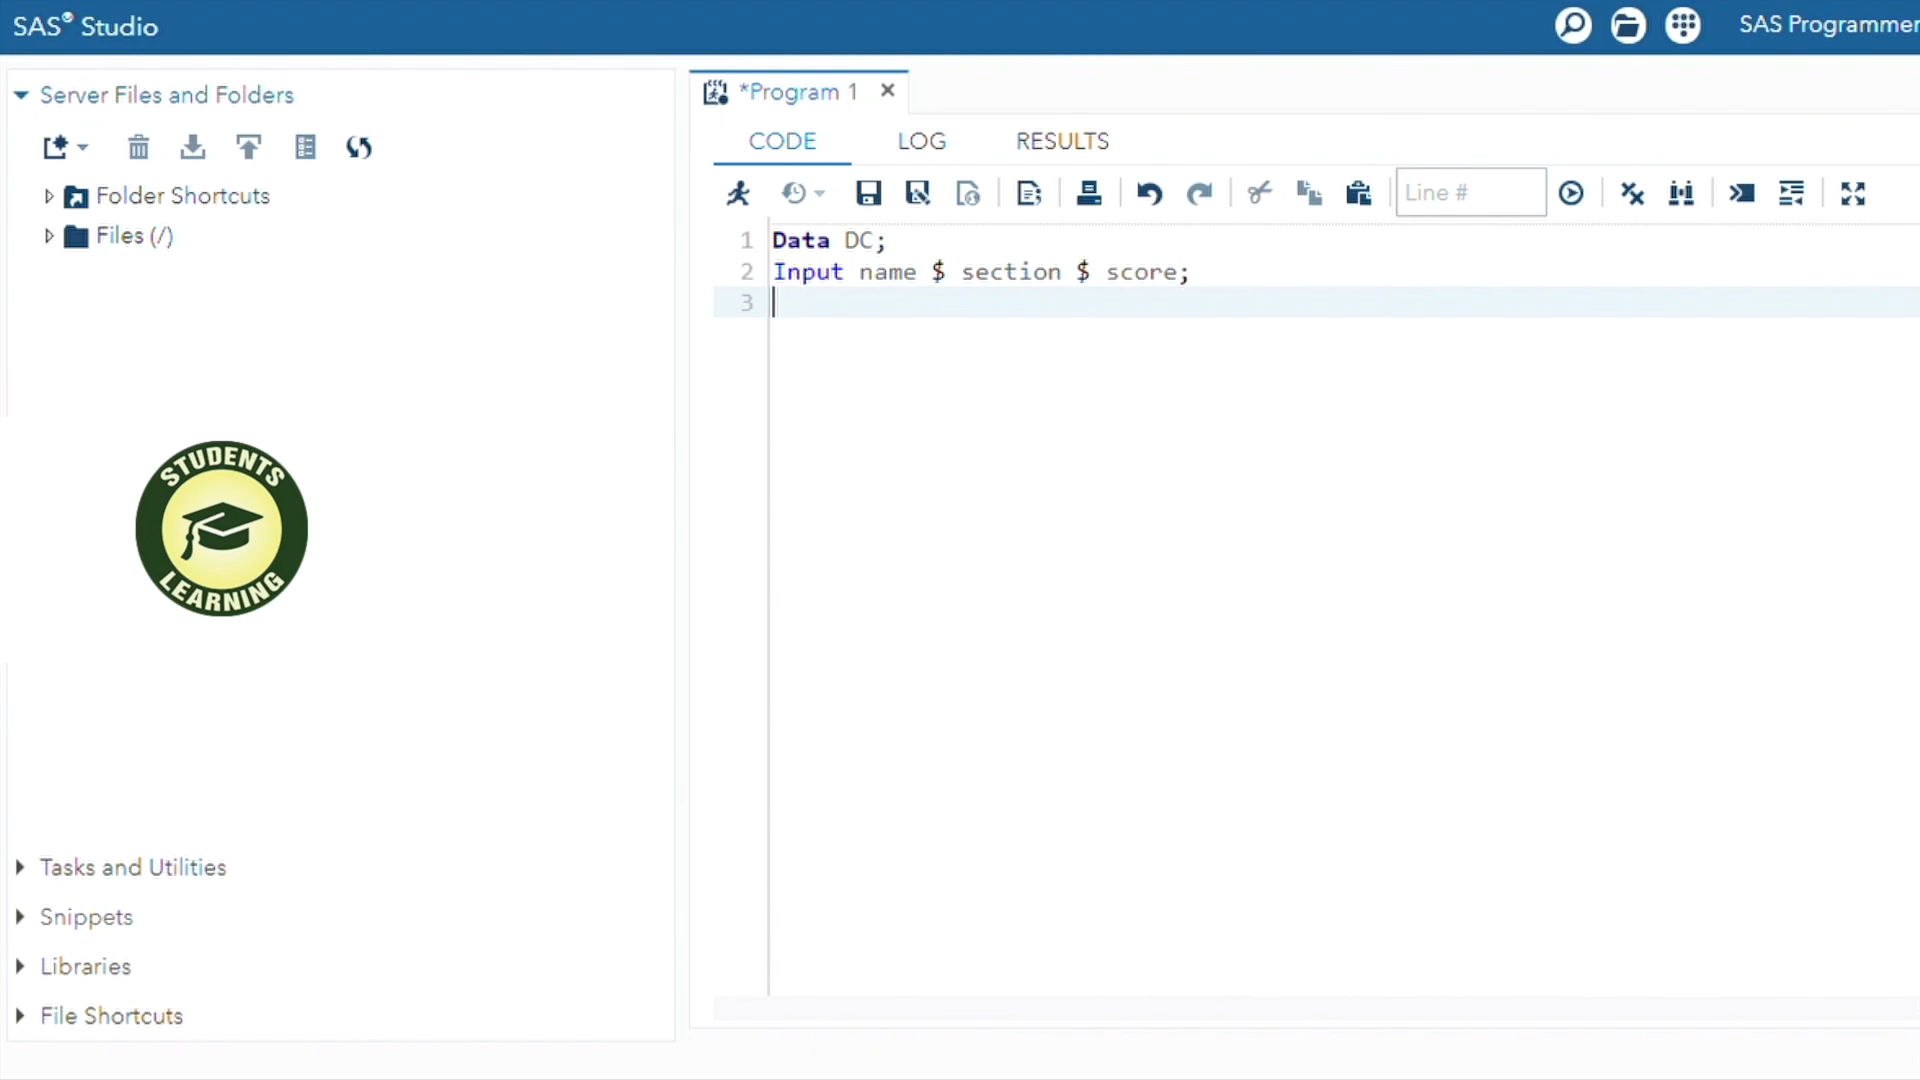 SAS® Studio
SAS Programmer
Server Files and Folders
Folder Shortcuts
Files (/)
STUDENTS
LEARNING
Tasks and Utilities
Snippets
Libraries
File Shortcuts
*Program 1
CODE LOG RESULTS
Line #
1 Data DC;
2 Input name $ section $ score;
3